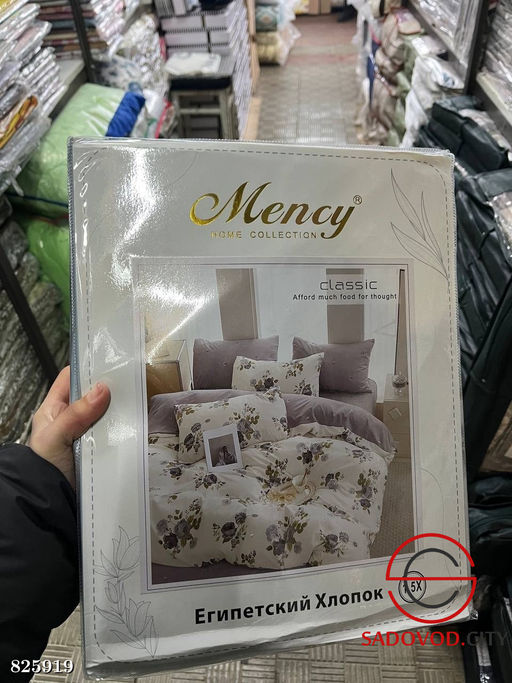 Mency®
HOME COLLECTION
classic
Afford much food for thought
Египетский Хлопок
1,5X
SADOVOD.CITY
825919